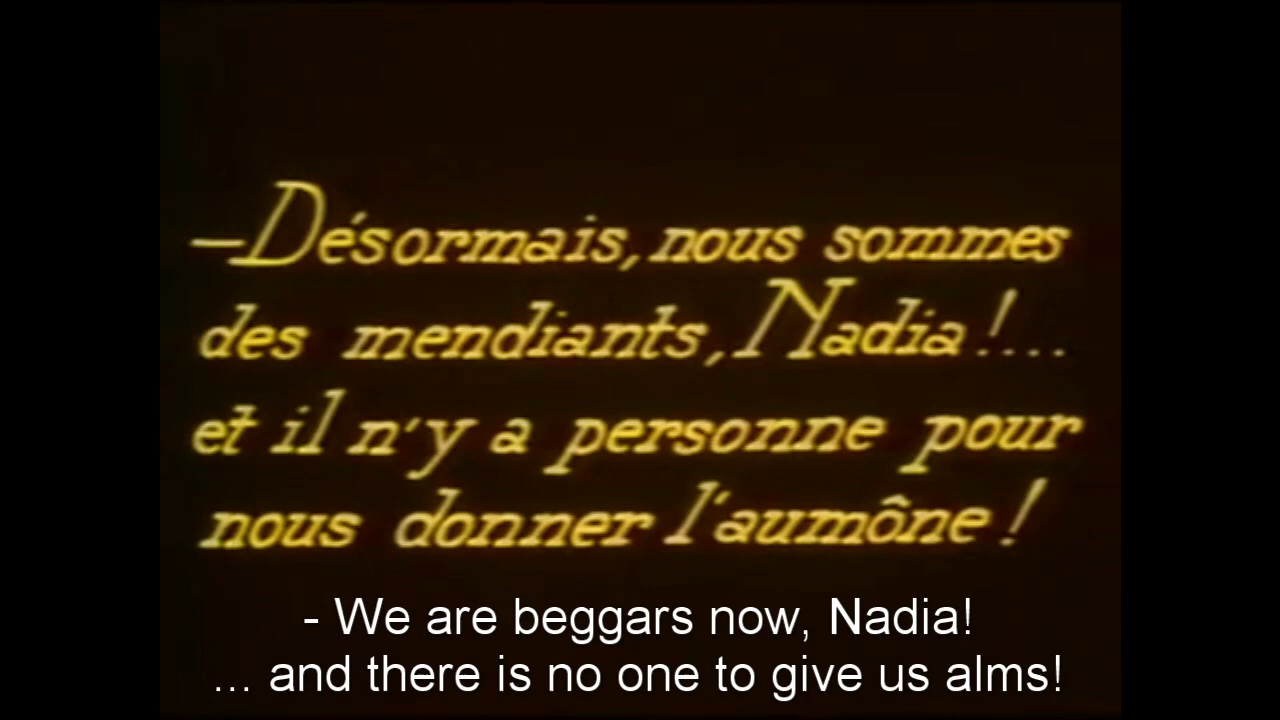 —Désormais, nous sommes
des mendiants, Nadia!...
et il n'y a personne pour
nous donner l'aumône!
- We are beggars now, Nadia!
... and there is no one to give us alms!